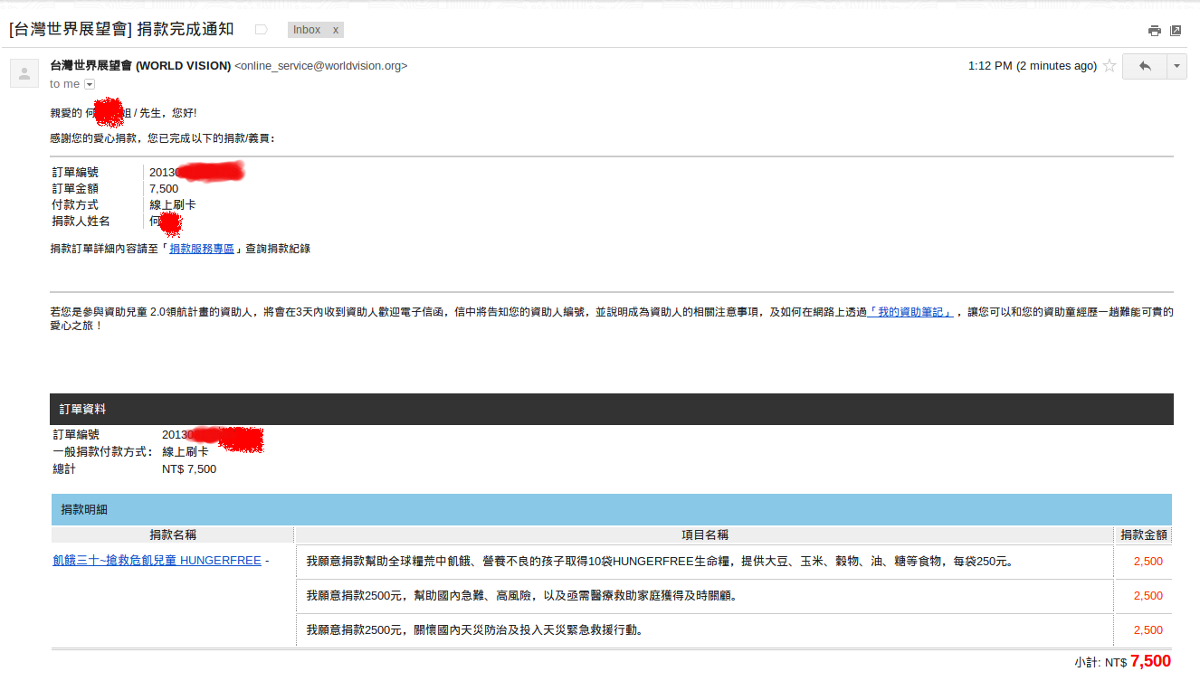 [台灣世界展望會] 捐款完成通知 Inbox x
台灣世界展望會 (WORLD VISION) <online_service@worldvision.org> 1:12 PM (2 minutes ago)
to me
親愛的 何 姐 / 先生，您好!
感謝您的愛心捐款，您已完成以下的捐款/義買：
訂單編號 2013
訂單金額 7,500
付款方式 線上刷卡
捐款人姓名 何
捐款訂單詳細內容請至「捐款服務專區」查詢捐款紀錄
若您是參與資助兒童 2.0領航計畫的資助人，將會在3天內收到資助人歡迎電子信函，信中將告知您的資助人編號，並說明成為資助人的相關注意事項，及如何在網路上透過「我的資助筆記」，讓您可以和您的資助童經歷一趟難能可貴的
愛心之旅！
訂單資料
訂單編號 2013
一般捐款付款方式： 線上刷卡
總計 NT$ 7,500
捐款明細
捐款名稱 項目名稱 捐款金額
飢餓三十~搶救危飢兒童 HUNGERFREE - 我願意捐款幫助全球糧荒中飢餓、營養不良的孩子取得10袋HUNGERFREE生命糧，提供大豆、玉米、穀物、油、糖等食物，每袋250元。 2,500
我願意捐款2500元，幫助國內急難、高風險，以及亟需醫療救助家庭獲得及時關顧。 2,500
我願意捐款2500元，關懷國內天災防治及投入天災緊急救援行動。 2,500
小計: NT$ 7,500